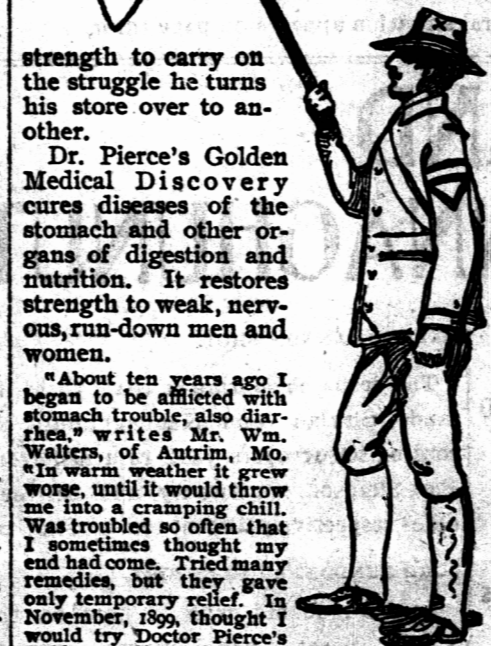 strength to carry on
the struggle he turns
his store over to an-
other.
Dr. Pierce's Golden
Medical Discovery
cures diseases of the
stomach and other or-
gans of digestion and
nutrition. It restores
strength to weak, nerv-
ous, run-down men and
women.
"About ten years ago I
began to be afflicted with
stomach trouble, also diar-
rhea," writes Mr. Wm.
Walters, of Antrim, Mo.
"In warm weather it grew
worse, until it would throw
me into a cramping chill.
Was troubled so often that
I sometimes thought my
end had come. Tried many
remedies, but they gave
only temporary relief. In
November, 1899, thought I
would try Doctor Pierce's